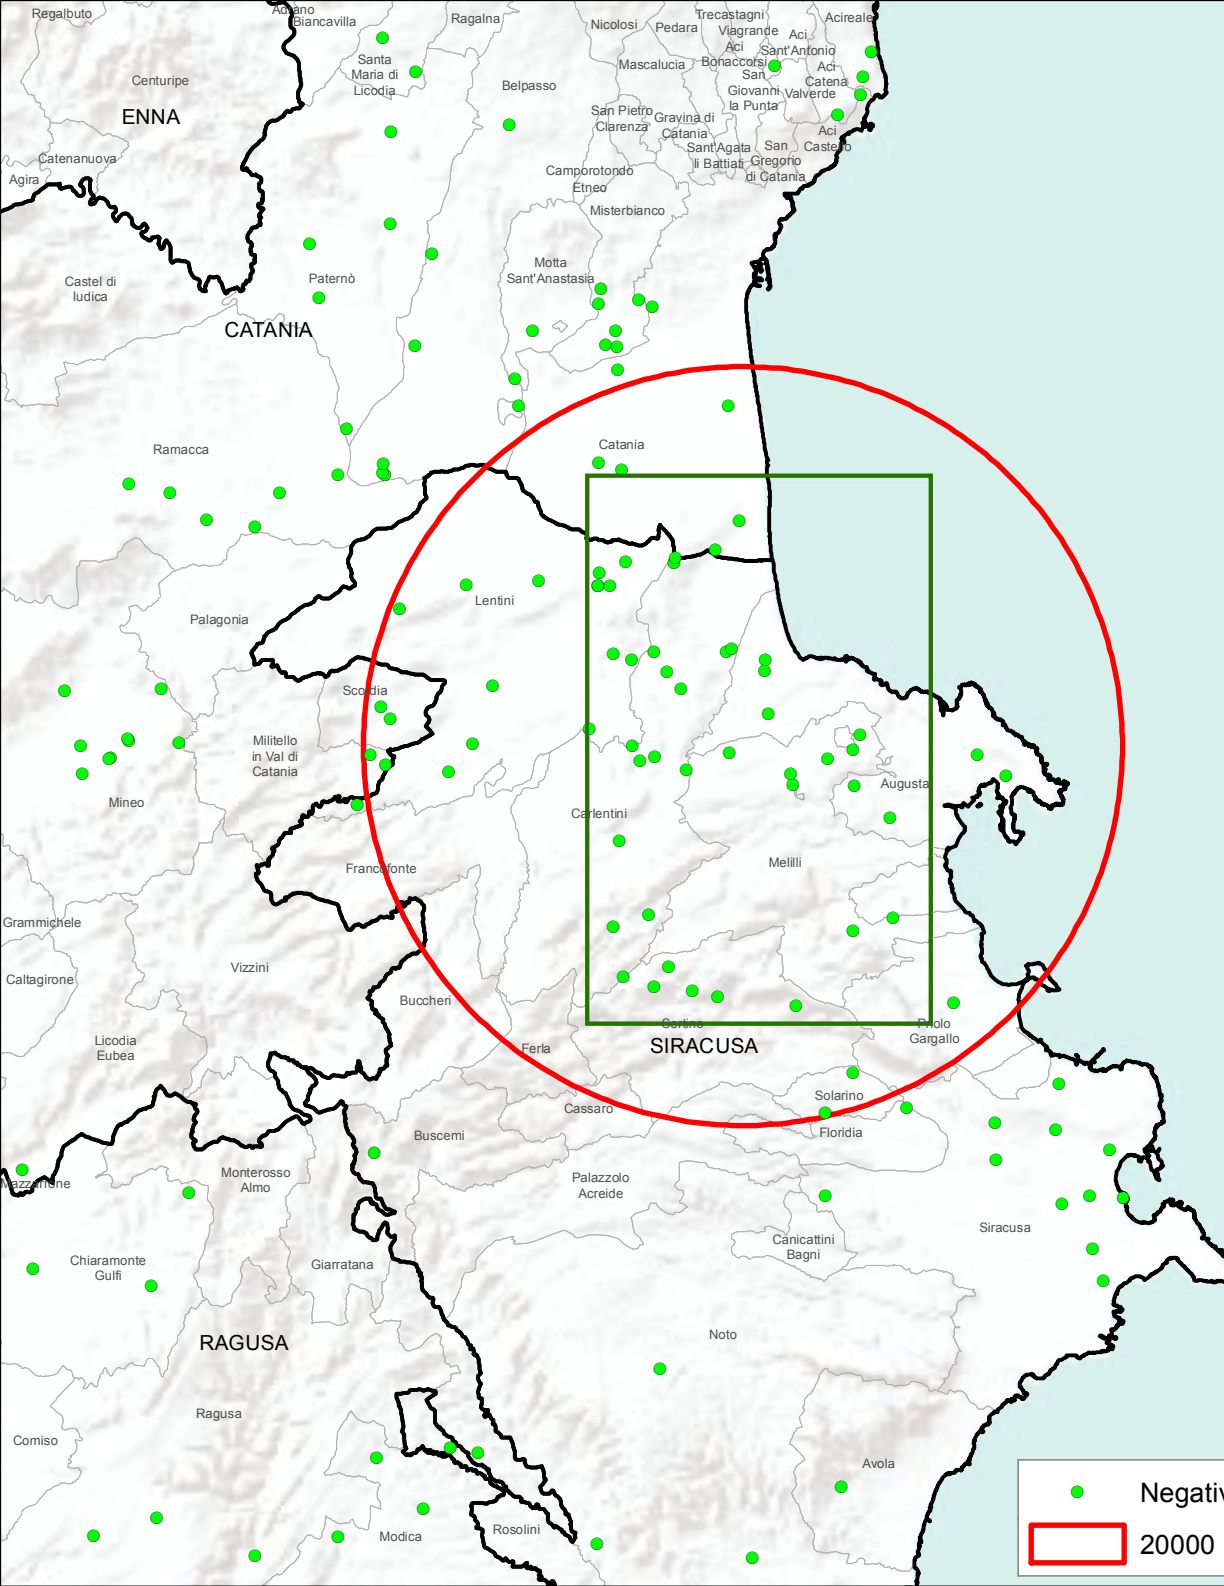 Regalbuto
Adrano
Biancavilla
Ragalna
Nicolosi
Pedara
Trecastagni
Viagrande
Acireale
Aci
Sant'Antonio
Aci
Bonaccorsi
Mascalucia
Santa
Maria di
Licodia
Centuripe
Belpasso
San
Giovanni
la Punta
Aci
Catena
Valverde
ENNA
San Pietro
Clarenza
Gravina di
Catania
Aci
Castello
Sant'Agata
li Battiati
San
Gregorio
di Catania
Catenanuova
Agira
Camporotondo
Etneo
Misterbianco
Motta
Sant'Anastasia
Castel di
Iudica
Paternò
CATANIA
Ramacca
Catania
Lentini
Palagonia
Scordia
Militello
in Val di
Catania
Mineo
Augusta
Carlentini
Melilli
Francofonte
Grammichele
Caltagirone
Vizzini
Buccheri
Licodia
Eubea
Sortino
Priolo
Gargallo
SIRACUSA
Ferla
Solarino
Cassaro
Floridia
Buscemi
Mazzarrone
Monterosso
Almo
Palazzolo
Acreide
Siracusa
Canicattini
Bagni
Chiaramonte
Gulfi
Giarratana
RAGUSA
Noto
Ragusa
Comiso
Avola
Modica
Rosolini
Negativ
20000